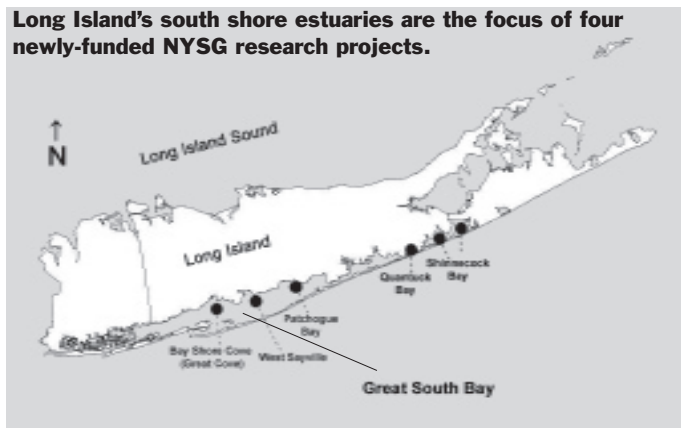 Long Island's south shore estuaries are the focus of four
newly-funded NYSG research projects.
↑
N
Long Island Sound
Long Island
Shinnecock
Bay
Quantuck
Bay
Patchogue
Bay
Bay Shore Cove
(Great Cove)
West Sayville
Great South Bay